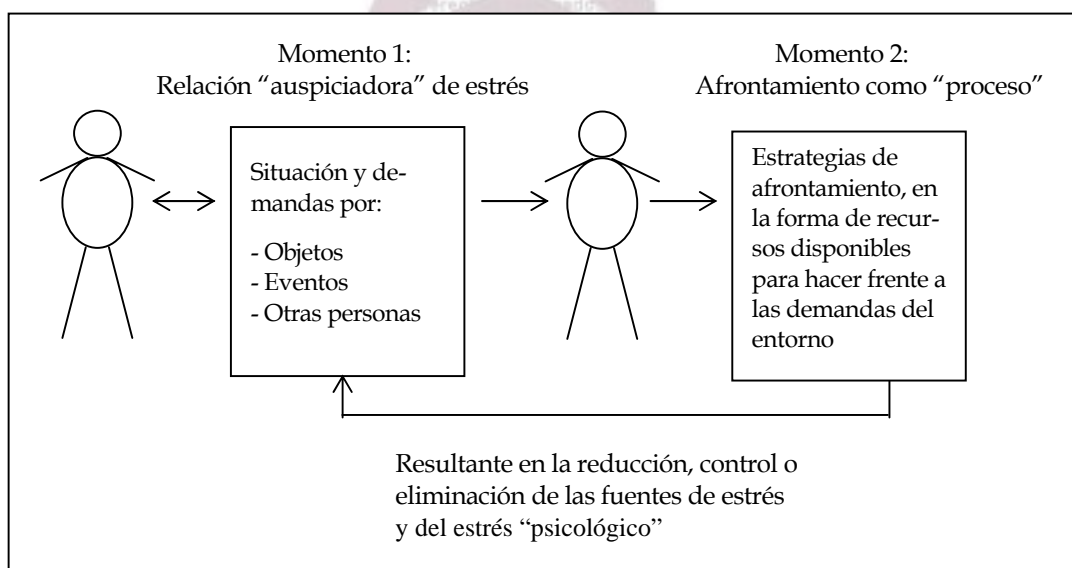 Momento 1:
Relación “auspiciadora” de estrés
Momento 2:
Afrontamiento como “proceso”
Situación y de-
mandas por:
- Objetos
- Eventos
- Otras personas
Estrategias de
afrontamiento, en
la forma de recur-
sos disponibles
para hacer frente a
las demandas del
entorno
Resultante en la reducción, control o
eliminación de las fuentes de estrés
y del estrés “psicológico”